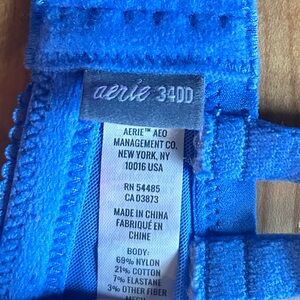 aerie 34DD
AERIE™ AEO
MANAGEMENT CO.
NEW YORK, NY
10016 USA
RN 54485
CA D3873
MADE IN CHINA
FABRIQUÉ EN
CHINE
BODY:
69% NYLON
21% COTTON
7% ELASTANE
3% OTHER FIBER